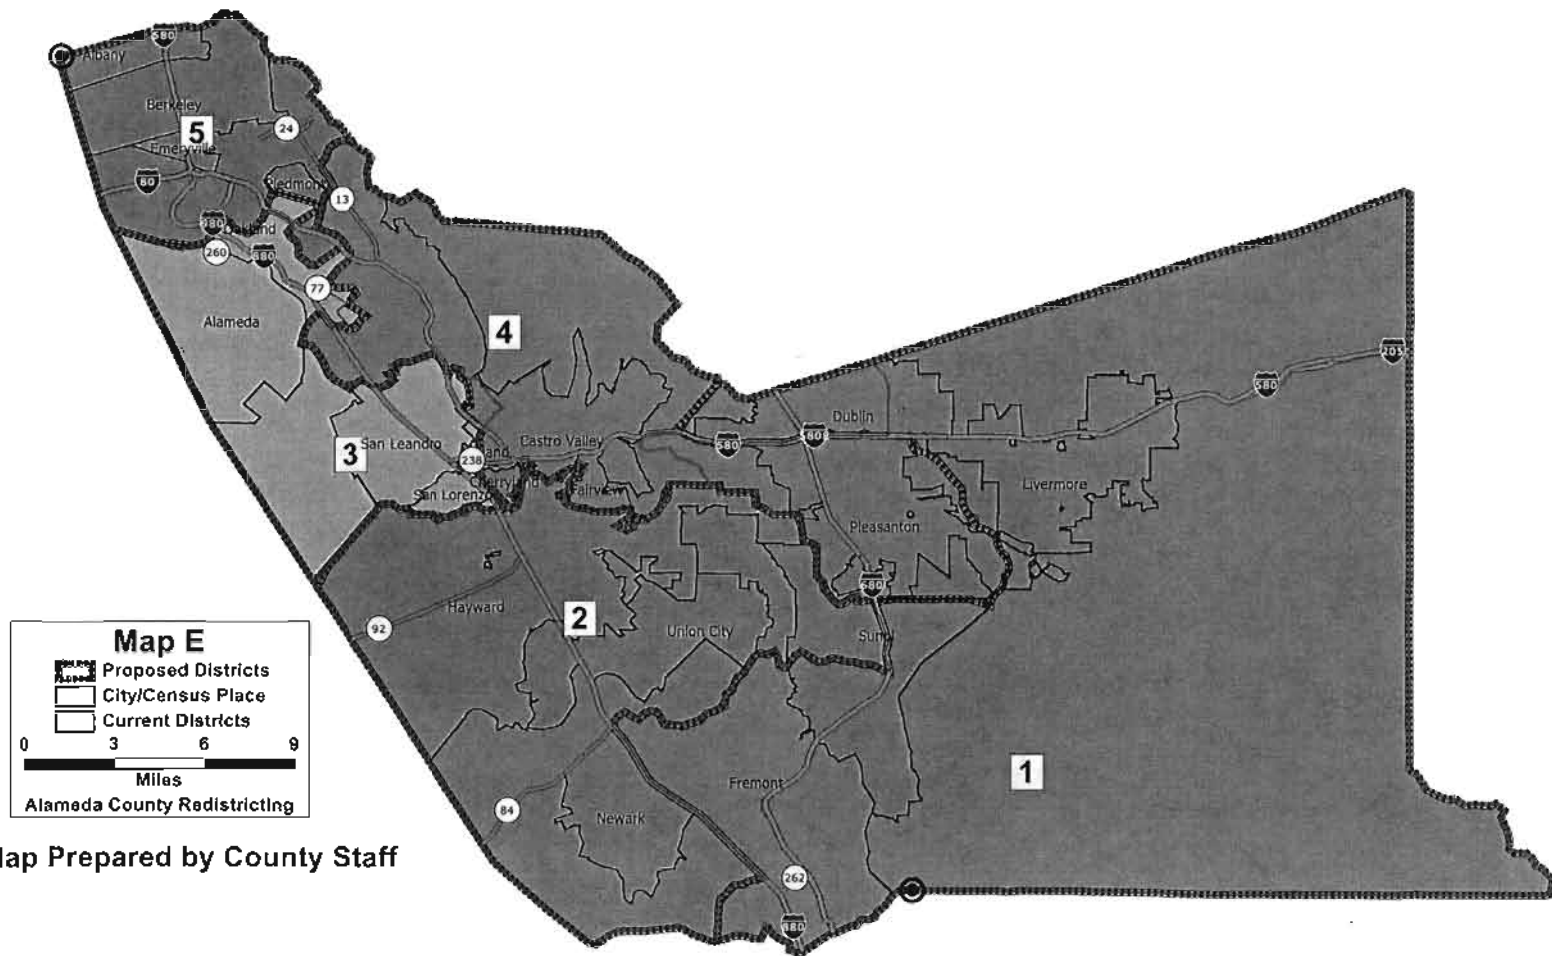 580
Albany
Berkeley
5
24
Emeryville
80
Piedmont
13
980
Oakland
260
880
77
Alameda
4
205
580
Dublin
580
San Leandro
Castro Valley
3
238
580
Cherryland
Fairview
San Lorenzo
Livermore
Pleasanton
680
Hayward
2
92
Union City
Sunol
Map E
Proposed Districts
City/Census Place
Current Districts
0 3 6 9
Miles
Alameda County Redistricting
1
Fremont
84
Newark
262
880
Map Prepared by County Staff